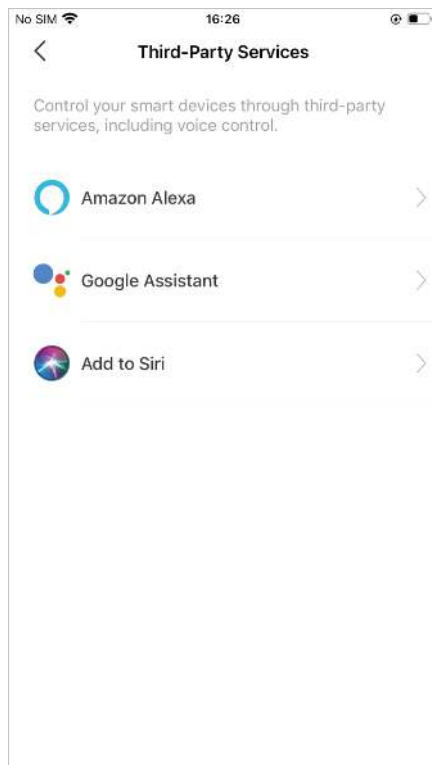 No SIM 16:26
Third-Party Services
Control your smart devices through third-party
services, including voice control.
Amazon Alexa
Google Assistant
Add to Siri